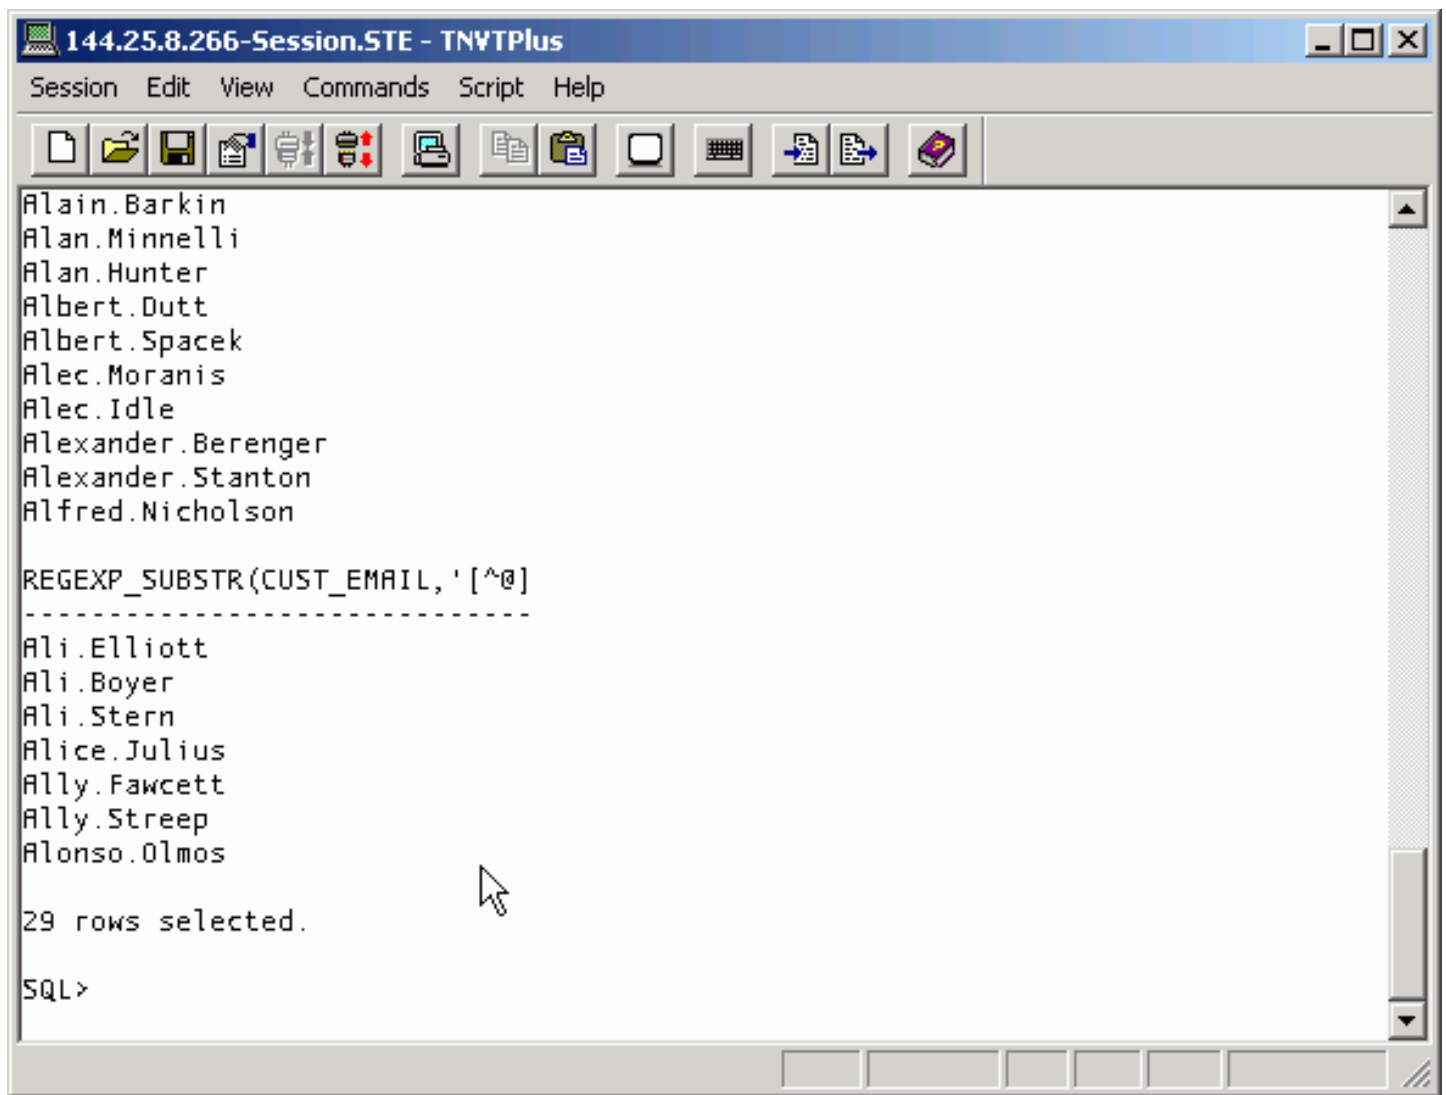 144.25.8.266-Session.STE - TNVTPlus
Session Edit View Commands Script Help
Alain.Barkin
Alan.Minnelli
Alan.Hunter
Albert.Dutt
Albert.Spacek
Alec.Moranis
Alec.Idle
Alexander.Berenger
Alexander.Stanton
Alfred.Nicholson
REGEXP_SUBSTR(CUST_EMAIL,'[^@]
------------------------------
Ali.Elliott
Ali.Boyer
Ali.Stern
Alice.Julius
Ally.Fawcett
Ally.Streep
Alonso.Olmos
29 rows selected.
SQL>